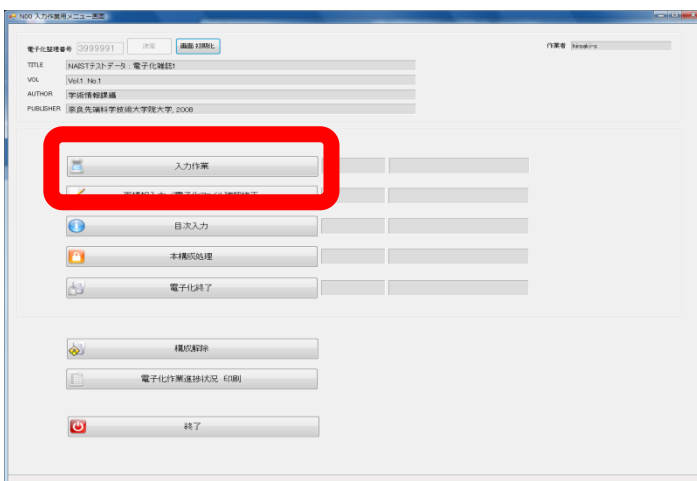 NDD 入力作業用メニュー画面
電子化整理番号 3999991 決定 画面 初期化 作業者 hisaki-s
TITLE NAISTテストデータ : 電子化雑誌1
VOL Vol.1 No.1
AUTHOR 学術情報課編
PUBLISHER 奈良先端科学技術大学院大学, 2008
入力作業
目次入力
本構成処理
電子化終了
構成解除
電子化作業進捗状況 印刷
終了